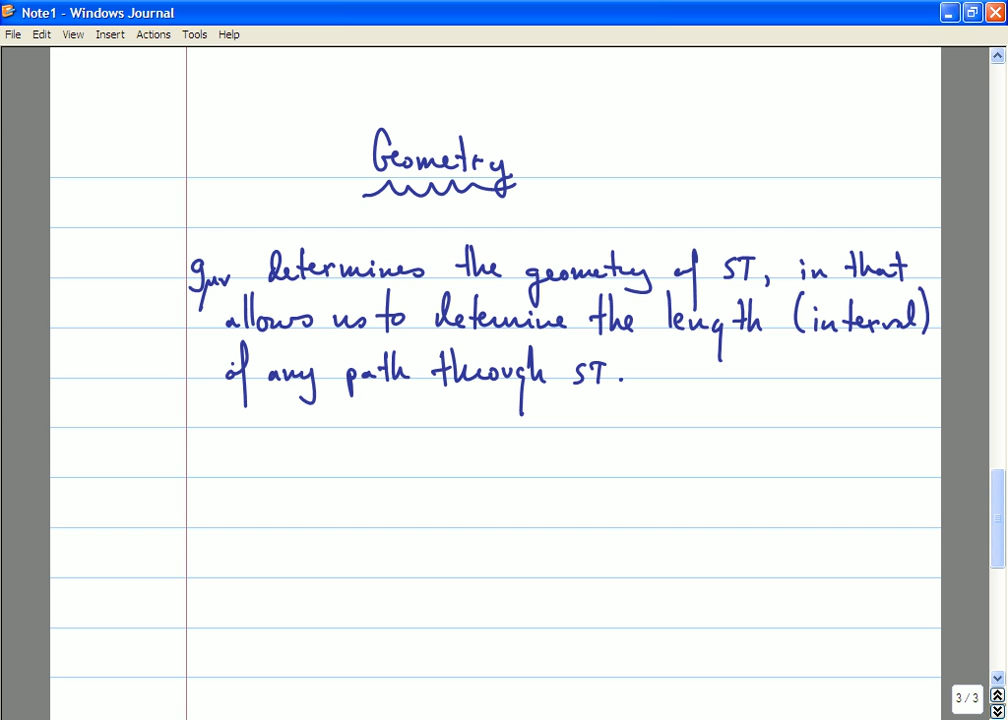 Note1 - Windows Journal
File Edit View Insert Actions Tools Help
Geometry
gμν determines the geometry of ST, in that
allows us to determine the length (interval)
of any path through ST.
3/3